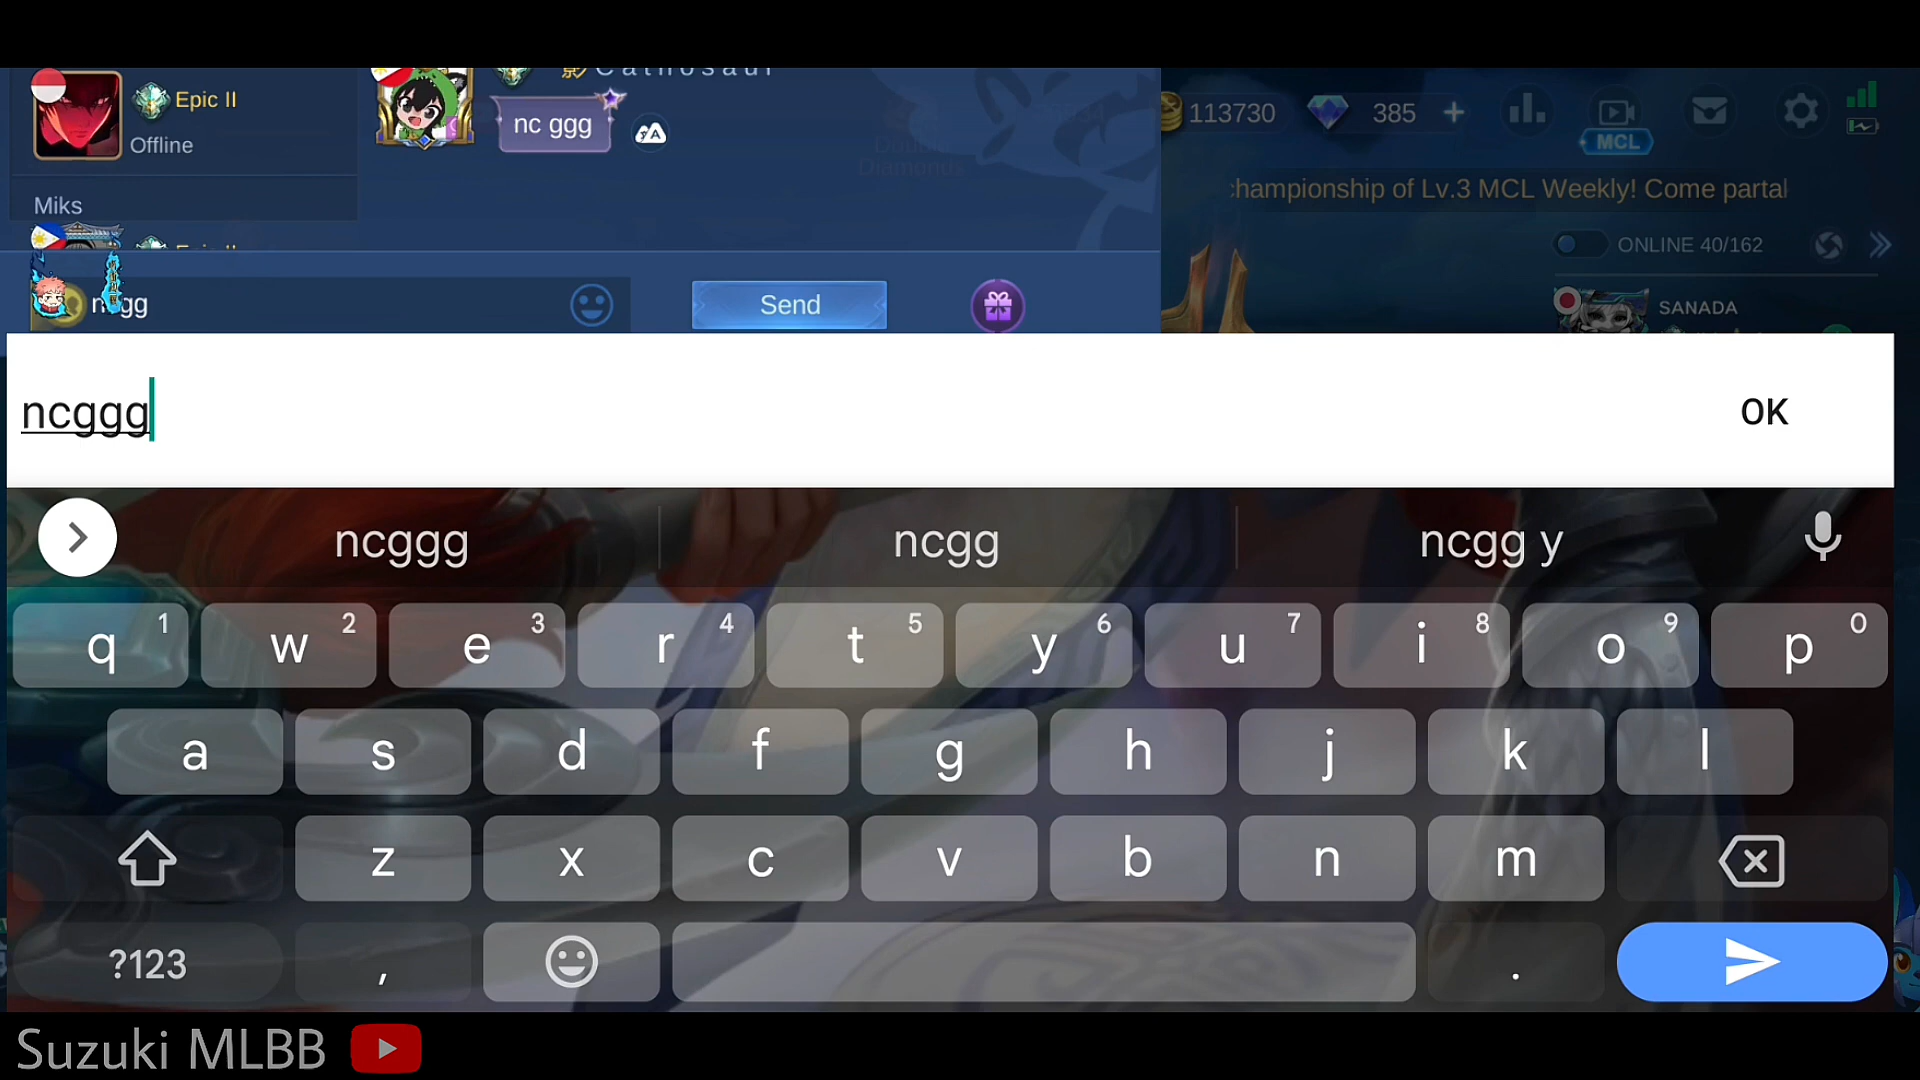 Epic II
Offline
Miks
nc ggg
113730
385
MCL
championship of Lv.3 MCL Weekly! Come partal
ONLINE 40/162
SANADA
Send
ncggg
OK
ncggg
ncgg
ncgg y
q 1 w 2 e 3 r 4 t 5 y 6 u 7 i 8 o 9 p 0
a s d f g h j k l
z x c v b n m
?123 , .
Suzuki MLBB